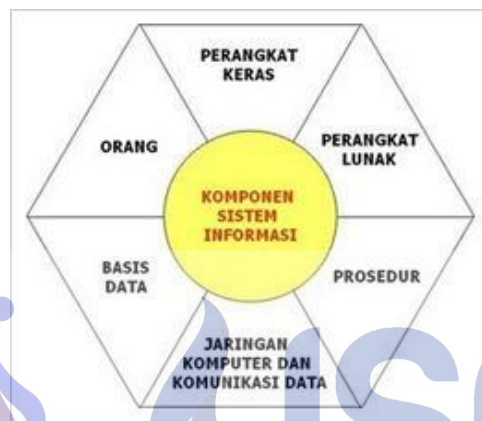 PERANGKAT
KERAS
PERANGKAT
LUNAK
PROSEDUR
JARINGAN
KOMPUTER DAN
KOMUNIKASI DATA
BASIS
DATA
ORANG
KOMPONEN
SISTEM
INFORMASI